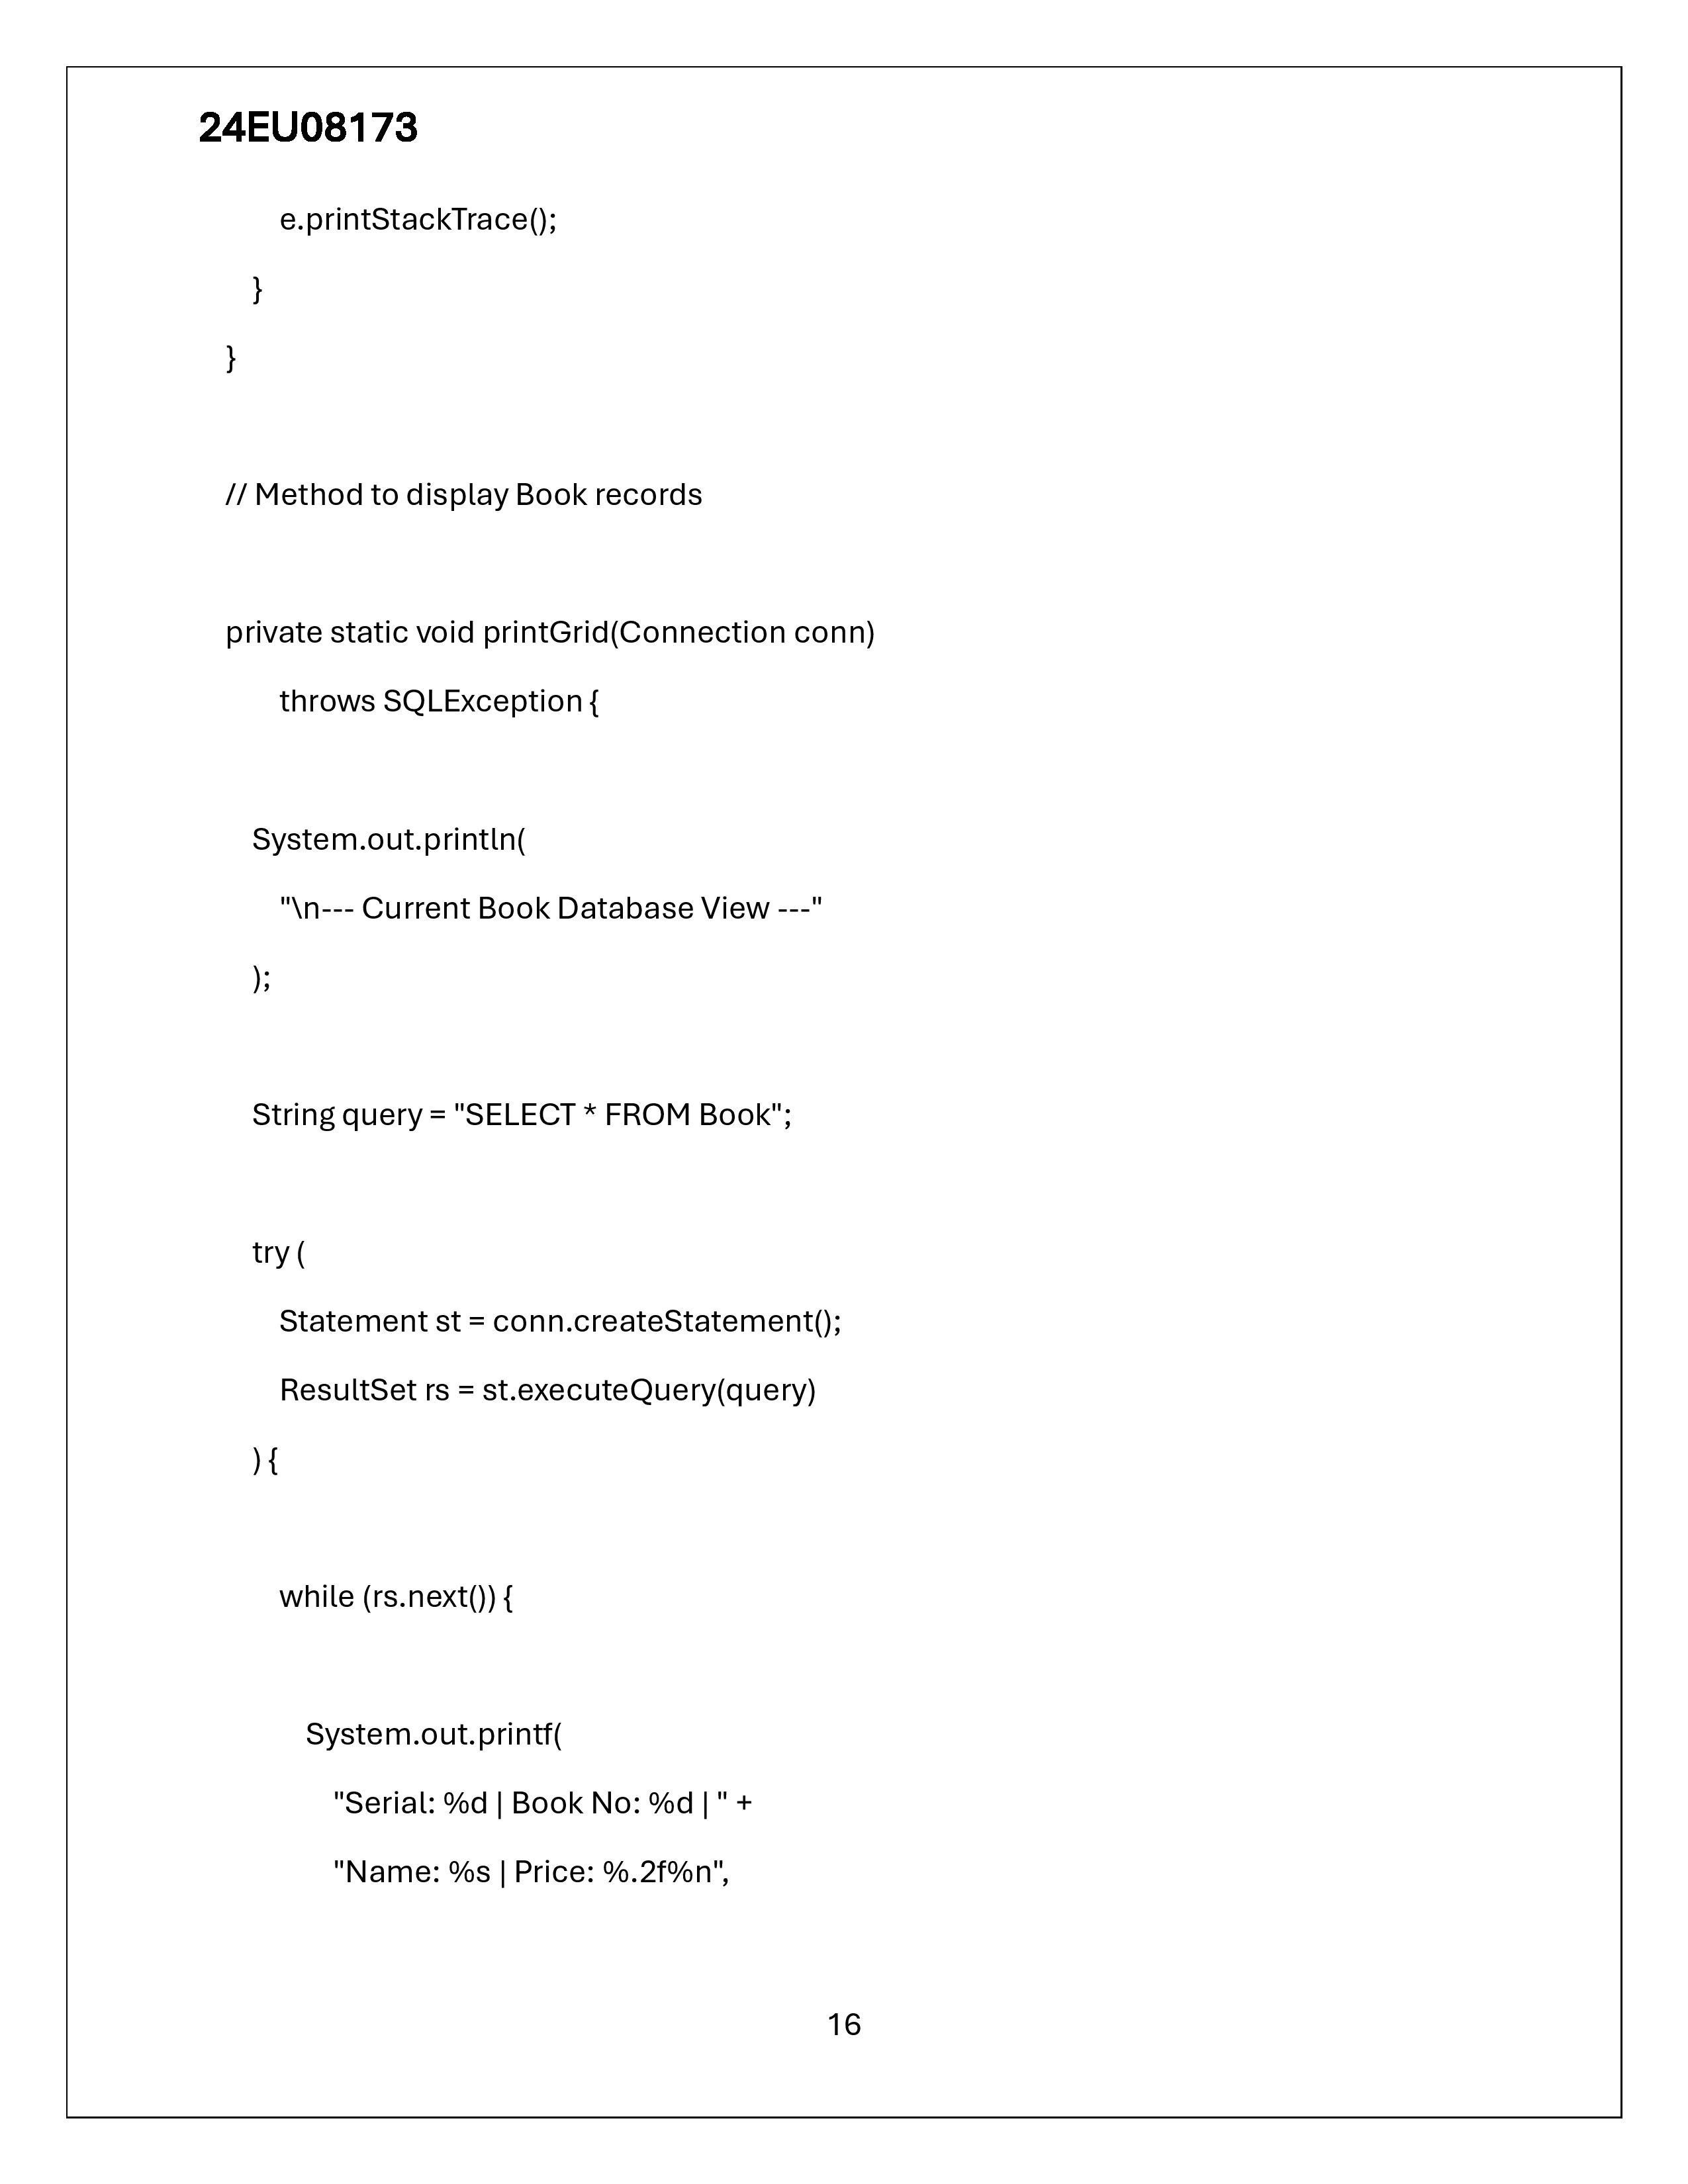 24EU08173
e.printStackTrace();
}
}
// Method to display Book records
private static void printGrid(Connection conn)
throws SQLException {
System.out.println(
"\n--- Current Book Database View ---"
);
String query = "SELECT * FROM Book";
try (
Statement st = conn.createStatement();
ResultSet rs = st.executeQuery(query)
) {
while (rs.next()) {
System.out.printf(
"Serial: %d | Book No: %d | " +
"Name: %s | Price: %.2f%n",
16